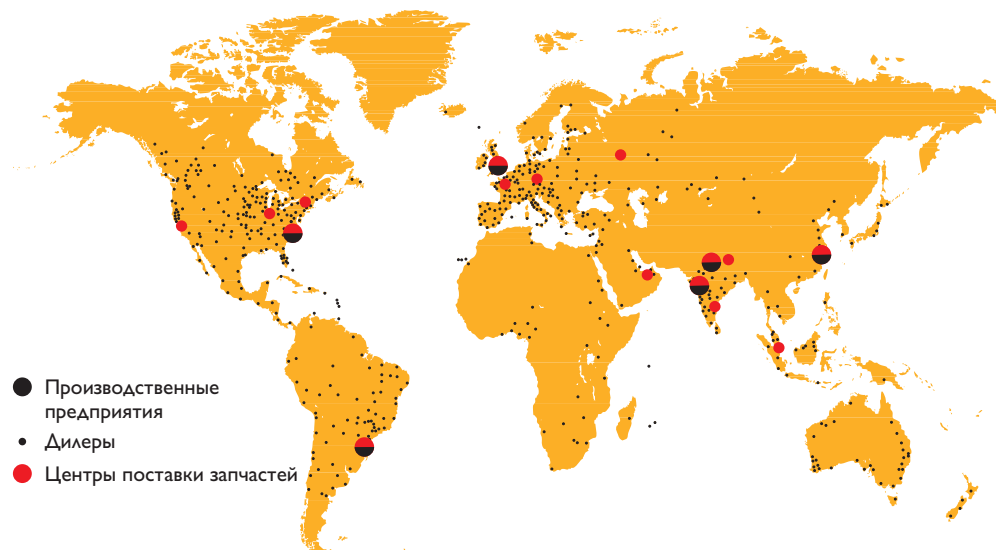 Производственные
предприятия
Дилеры
Центры поставки запчастей